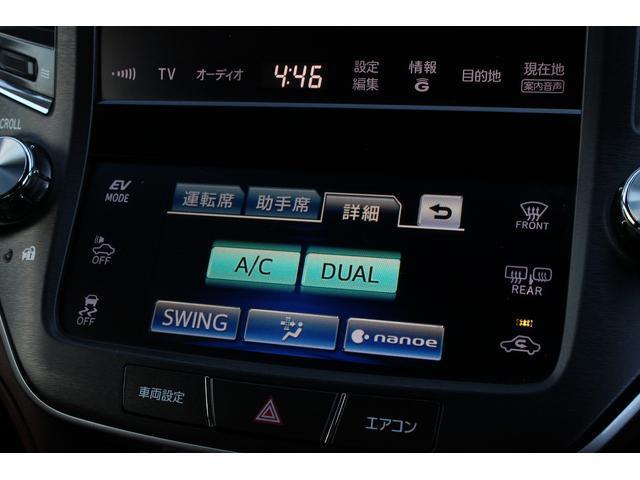 TV オーディオ 4:46 設定 編集 情報 G 目的地 現在地 案内音声
SCROLL
EV MODE
運転席 助手席 詳細
FRONT
OFF
A/C DUAL
REAR
OFF
SWING nanoe
車両設定 エアコン